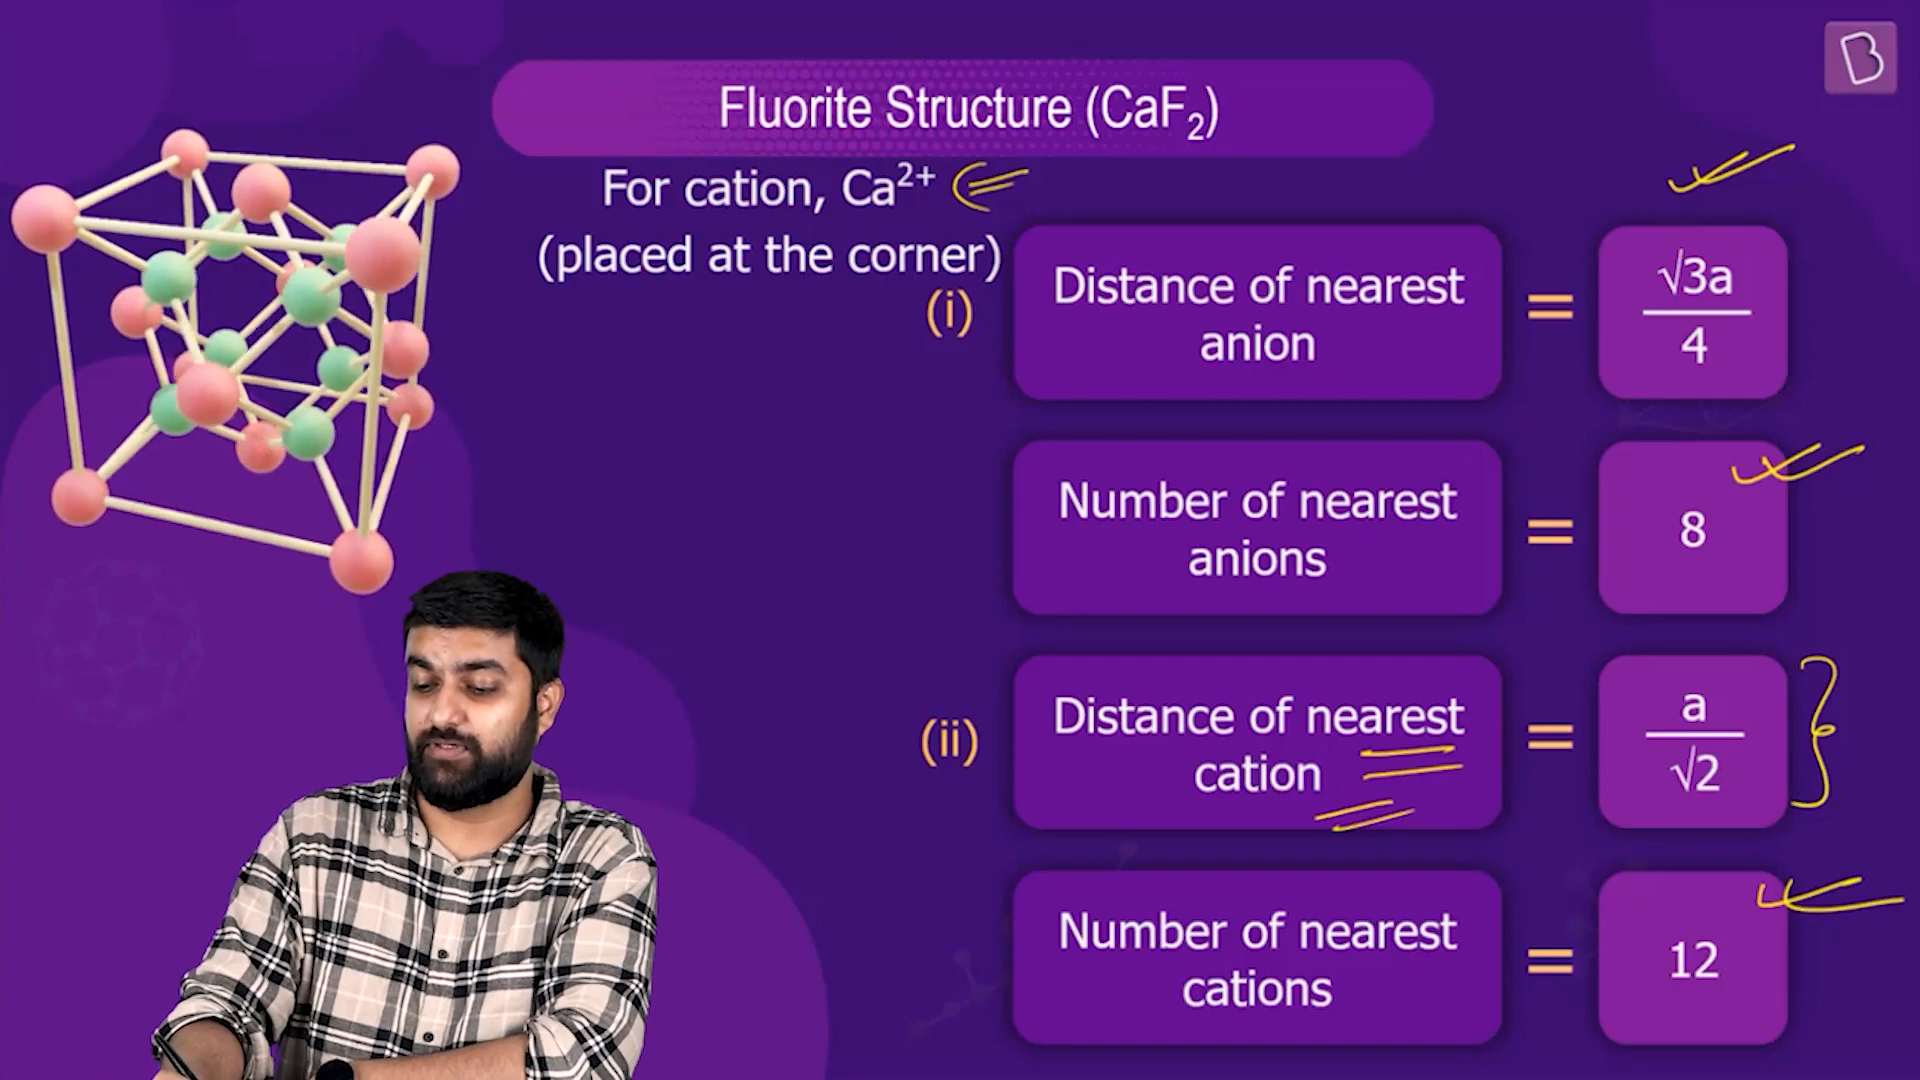 B
Fluorite Structure (CaF₂)
For cation, Ca²⁺
(placed at the corner)
(i)
Distance of nearest
anion
=
√3a
4
Number of nearest
anions
=
8
(ii)
Distance of nearest
cation
=
a
√2
Number of nearest
cations
=
12